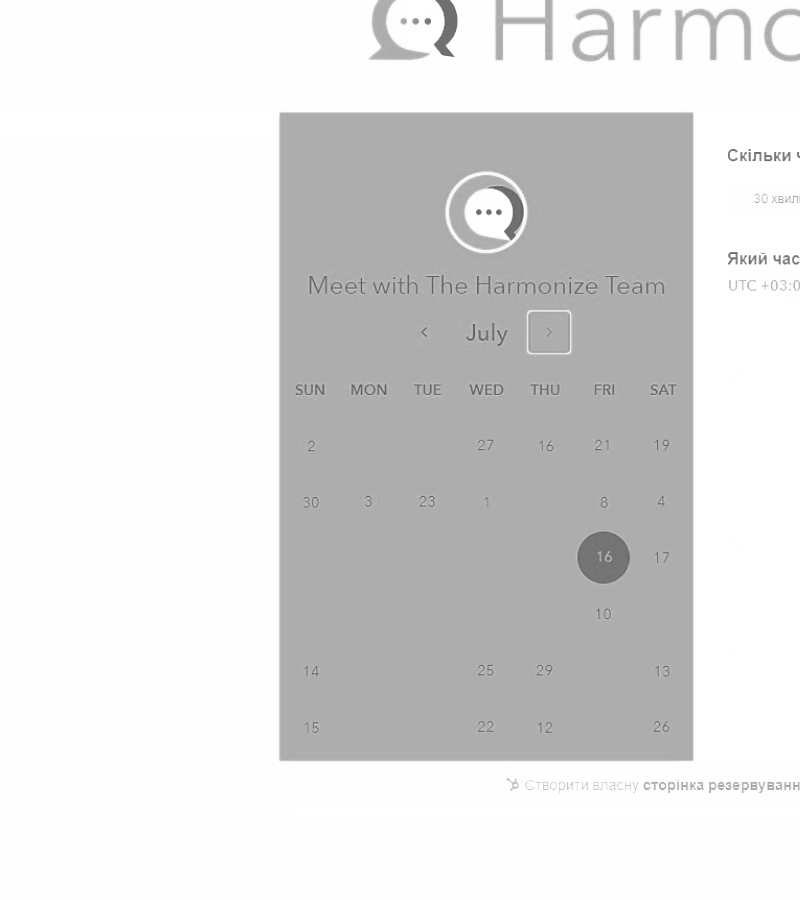 Harmo
Скільки ч
30 хвил
Meet with The Harmonize Team
Який час
UTC +03:0
July
SUN MON TUE WED THU FRI SAT
2 27 16 21 19
30 3 23 1 8 4
16 17
10
14 25 29 13
15 22 12 26
Створити власну сторінка резервуванн